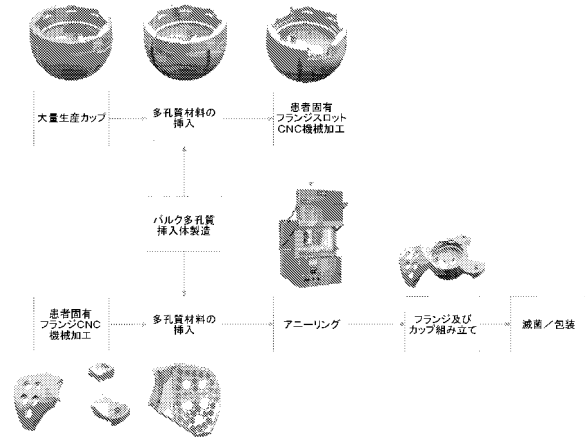 大量生産カップ
多孔質材料の
挿入
患者固有
フランジスロット
CNC機械加工
バルク多孔質
挿入体製造
患者固有
フランジCNC
機械加工
多孔質材料の
挿入
アニーリング
フランジ及び
カップ組み立て
滅菌／包装